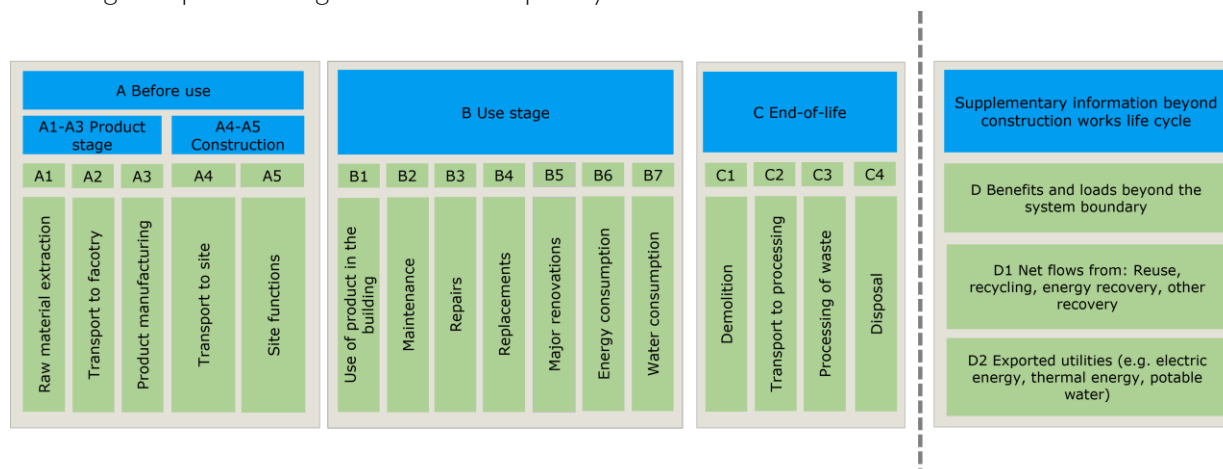 A Before use
A1-A3 Product
stage
A4-A5
Construction
A1 A2 A3 A4 A5
Raw material extraction
Transport to facotry
Product manufacturing
Transport to site
Site functions
B Use stage
B1 B2 B3 B4 B5 B6 B7
Use of product in the
building
Maintenance
Repairs
Replacements
Major renovations
Energy consumption
Water consumption
C End-of-life
C1 C2 C3 C4
Demolition
Transport to processing
Processing of waste
Disposal
Supplementary information beyond
construction works life cycle
D Benefits and loads beyond the
system boundary
D1 Net flows from: Reuse,
recycling, energy recovery, other
recovery
D2 Exported utilities (e.g. electric
energy, thermal energy, potable
water)